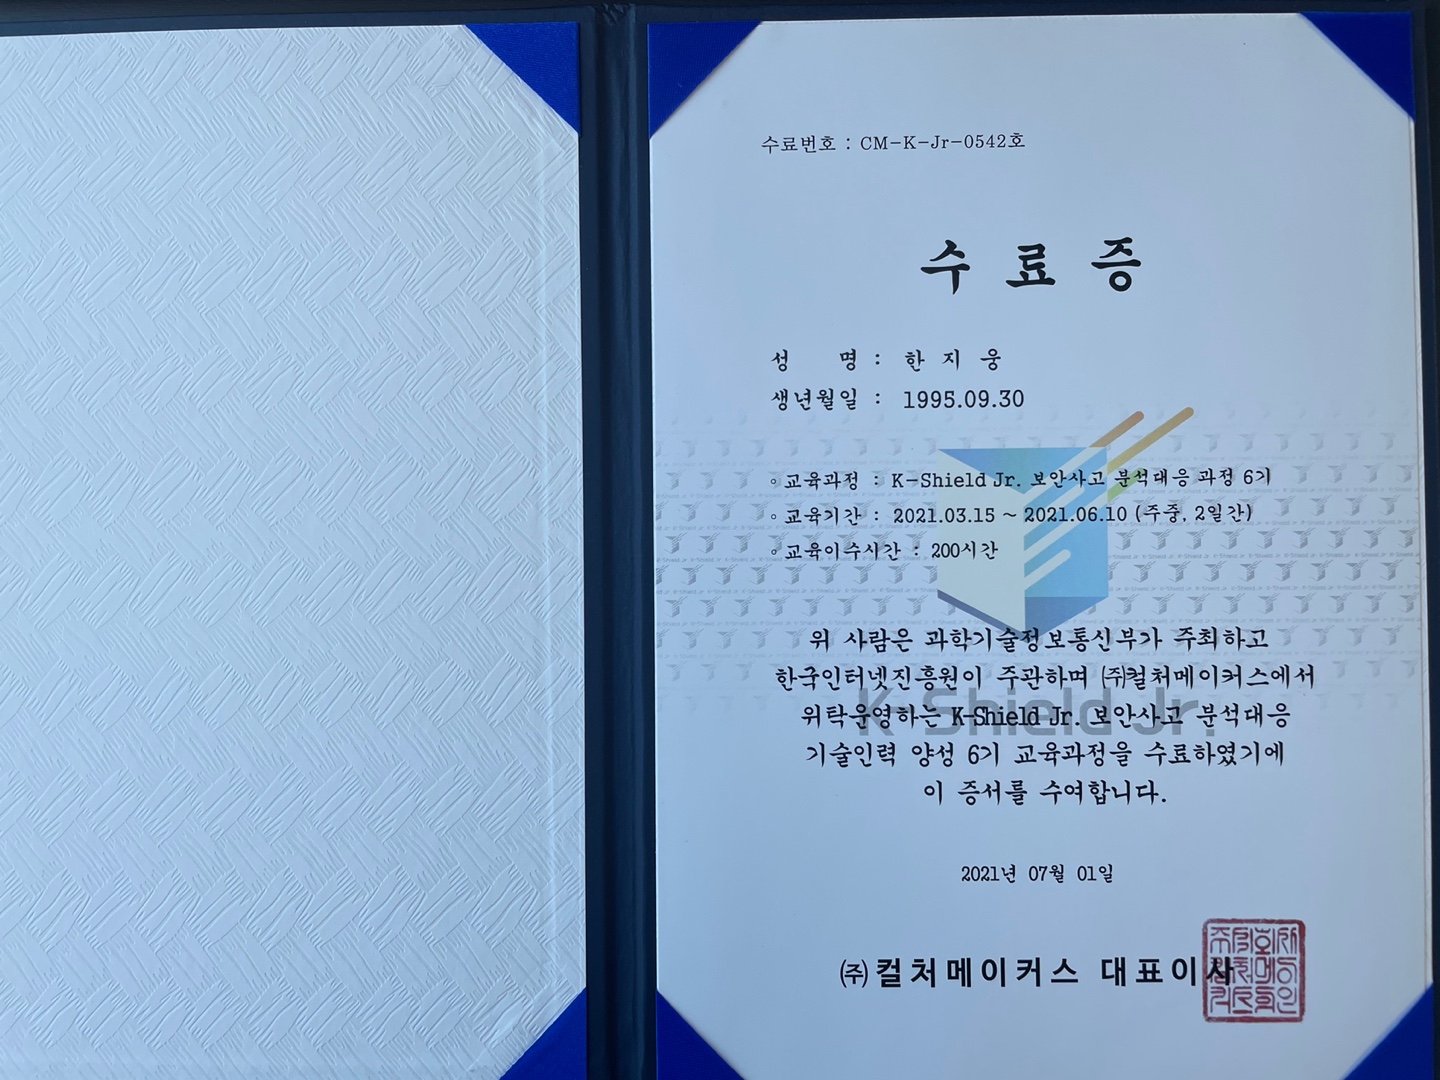 수료번호 : CM-K-Jr-0542호
수 료 증
성 명 : 한 지 웅
생년월일 : 1995.09.30
◦ 교육과정 : K-Shield Jr. 보안사고 분석대응 과정 6기
◦ 교육기간 : 2021.03.15 ~ 2021.06.10 (주중, 2일간)
◦ 교육이수시간 : 200시간
위 사람은 과학기술정보통신부가 주최하고
한국인터넷진흥원이 주관하며 ㈜컬처메이커스에서
위탁운영하는 K-Shield Jr. 보안사고 분석대응
기술인력 양성 6기 교육과정을 수료하였기에
이 증서를 수여합니다.
K-Shield Jr.
2021년 07월 01일
㈜컬처메이커스 대표이사